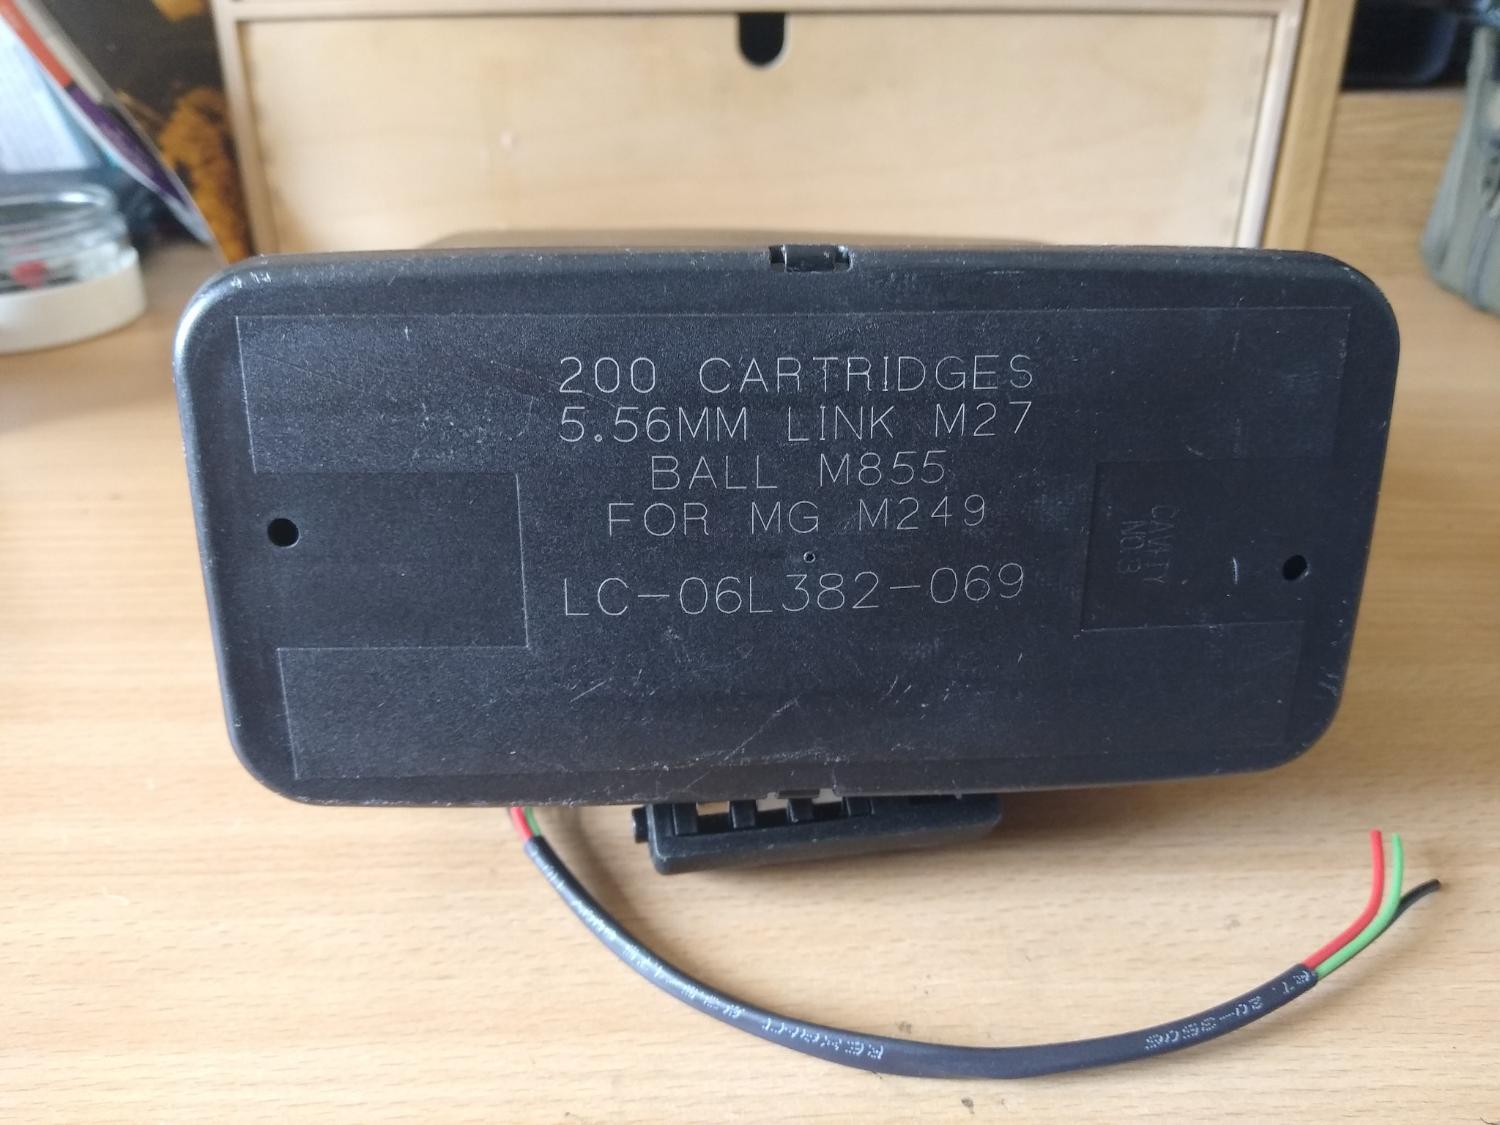 200 CARTRIDGES
5.56MM LINK M27
BALL M855
FOR MG M249
LC-06L382-069
CAVITY
NO.3